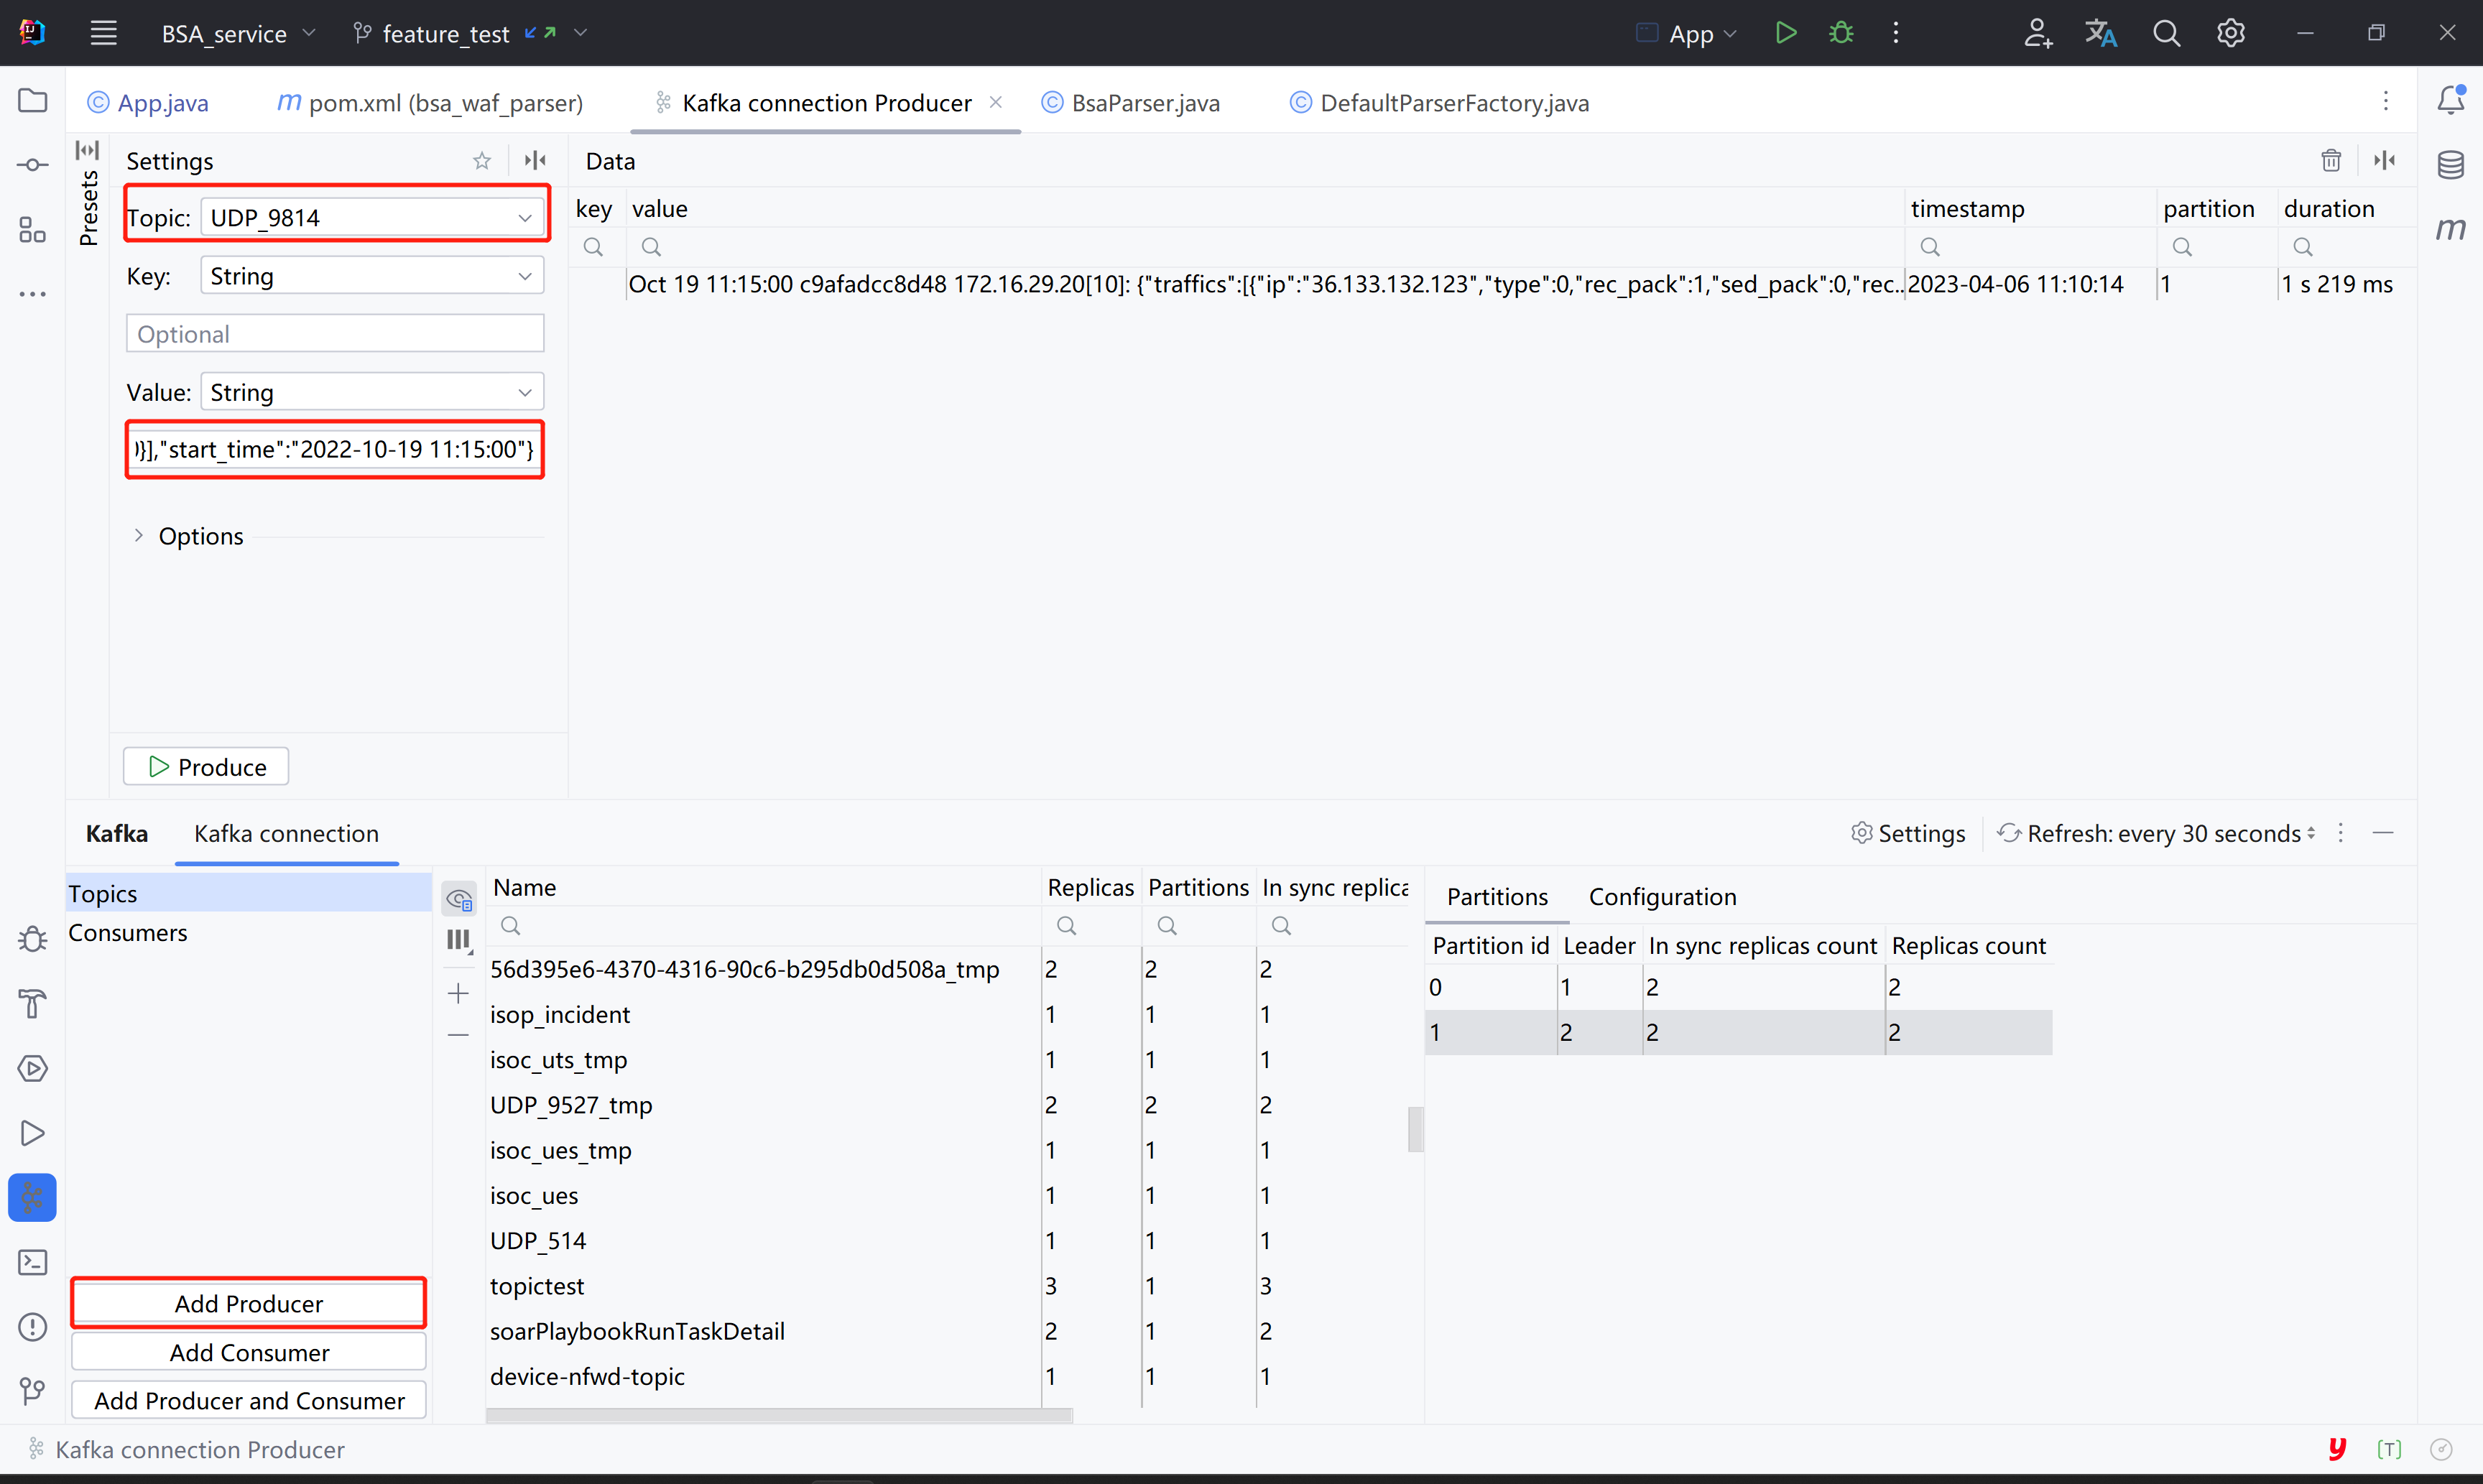 BSA_service
feature_test
App
App.java
pom.xml (bsa_waf_parser)
Kafka connection Producer
BsaParser.java
DefaultParserFactory.java
Presets
Settings
Topic: UDP_9814
Key: String
Optional
Value: String
}],"start_time":"2022-10-19 11:15:00"}
Options
Produce
Data
key value timestamp partition duration
Oct 19 11:15:00 c9afadcc8d48 172.16.29.20[10]: {"traffics":[{"ip":"36.133.132.123","type":0,"rec_pack":1,"sed_pack":0,"rec... 2023-04-06 11:10:14 1 1 s 219 ms
Kafka Kafka connection
Settings Refresh: every 30 seconds
Topics
Consumers
Add Producer
Add Consumer
Add Producer and Consumer
Name Replicas Partitions In sync replica
56d395e6-4370-4316-90c6-b295db0d508a_tmp 2 2 2
isop_incident 1 1 1
isoc_uts_tmp 1 1 1
UDP_9527_tmp 2 2 2
isoc_ues_tmp 1 1 1
isoc_ues 1 1 1
UDP_514 1 1 1
topictest 3 1 3
soarPlaybookRunTaskDetail 2 1 2
device-nfwd-topic 1 1 1
Partitions Configuration
Partition id Leader In sync replicas count Replicas count
0 1 2 2
1 2 2 2
Kafka connection Producer